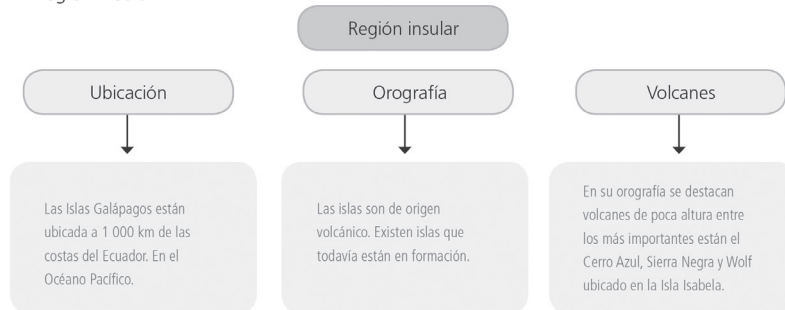 Región insular
Ubicación
Orografía
Volcanes
Las Islas Galápagos están
ubicada a 1 000 km de las
costas del Ecuador. En el
Océano Pacífico.
Las islas son de origen
volcánico. Existen islas que
todavía están en formación.
En su orografía se destacan
volcanes de poca altura entre
los más importantes están el
Cerro Azul, Sierra Negra y Wolf
ubicado en la Isla Isabela.